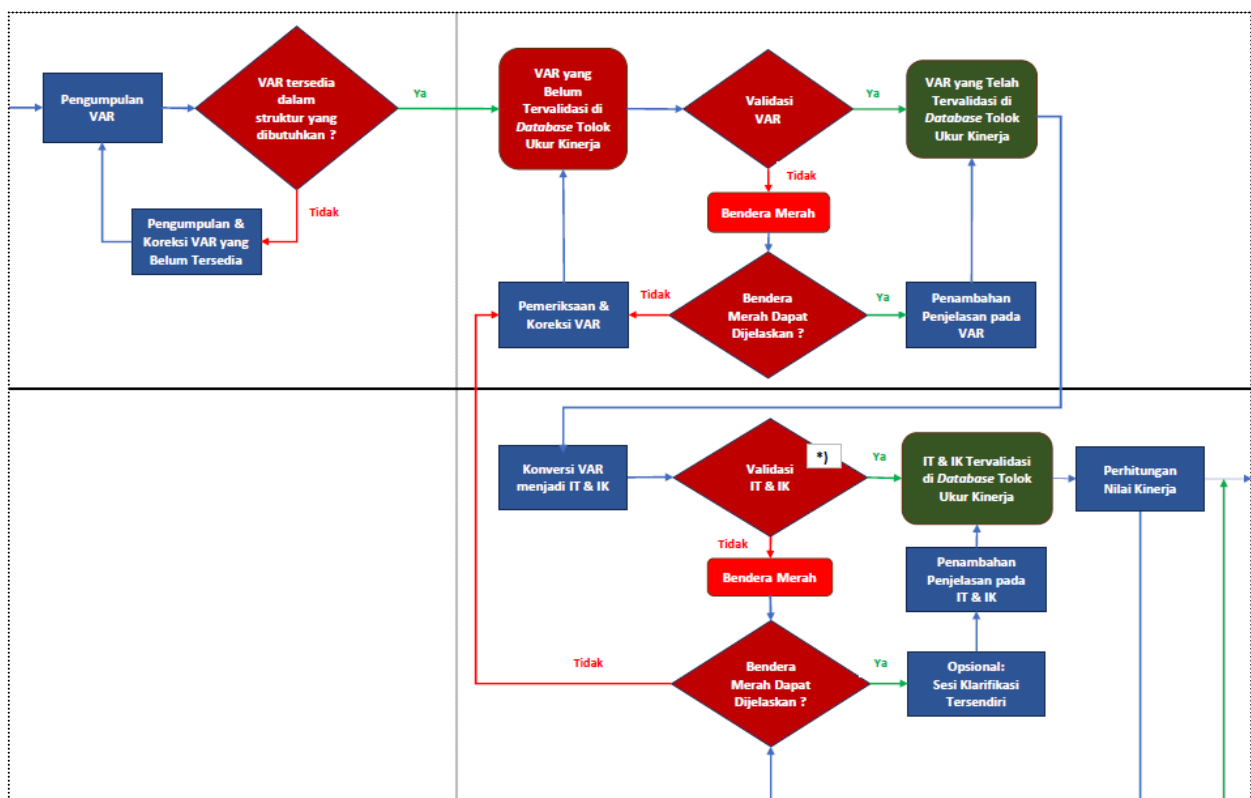 Pengumpulan
VAR
VAR tersedia
dalam
struktur yang
dibutuhkan ?
Ya
Tidak
Pengumpulan &
Koreksi VAR yang
Belum Tersedia
VAR yang
Belum
Tervalidasi di
Database Tolok
Ukur Kinerja
Validasi
VAR
Ya
VAR yang Telah
Tervalidasi di
Database Tolok
Ukur Kinerja
Tidak
Bendera Merah
Pemeriksaan &
Koreksi VAR
Tidak
Bendera
Merah Dapat
Dijelaskan ?
Ya
Penambahan
Penjelasan pada
VAR
Konversi VAR
menjadi IT & IK
Validasi
IT & IK
*)
Ya
IT & IK Tervalidasi
di Database Tolok
Ukur Kinerja
Perhitungan
Nilai Kinerja
Tidak
Bendera Merah
Penambahan
Penjelasan pada
IT & IK
Tidak
Bendera
Merah Dapat
Dijelaskan ?
Ya
Opsional:
Sesi Klarifikasi
Tersendiri